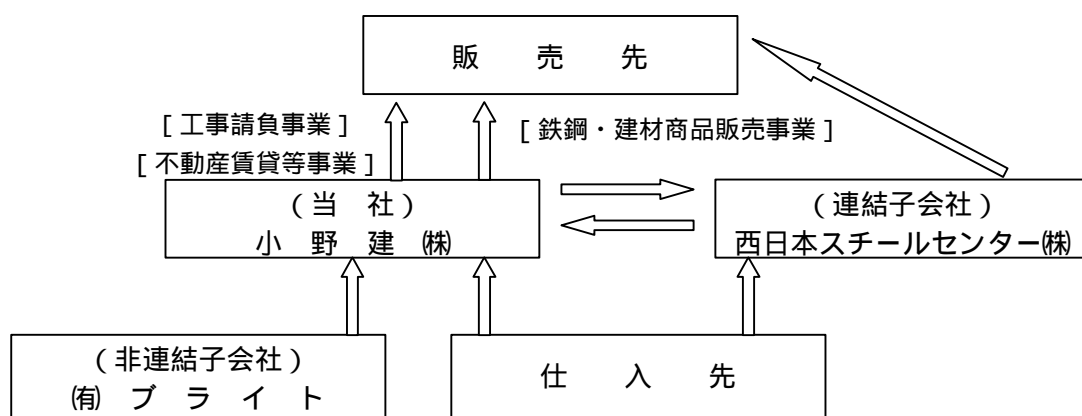 販 売 先
[ 工事請負事業 ]
[ 鉄鋼・建材商品販売事業 ]
[ 不動産賃貸等事業 ]
( 当 社 )
小 野 建 ㈱
( 連結子会社 )
西日本スチールセンター㈱
( 非連結子会社 )
㈲ ブ ラ イ ト
仕 入 先